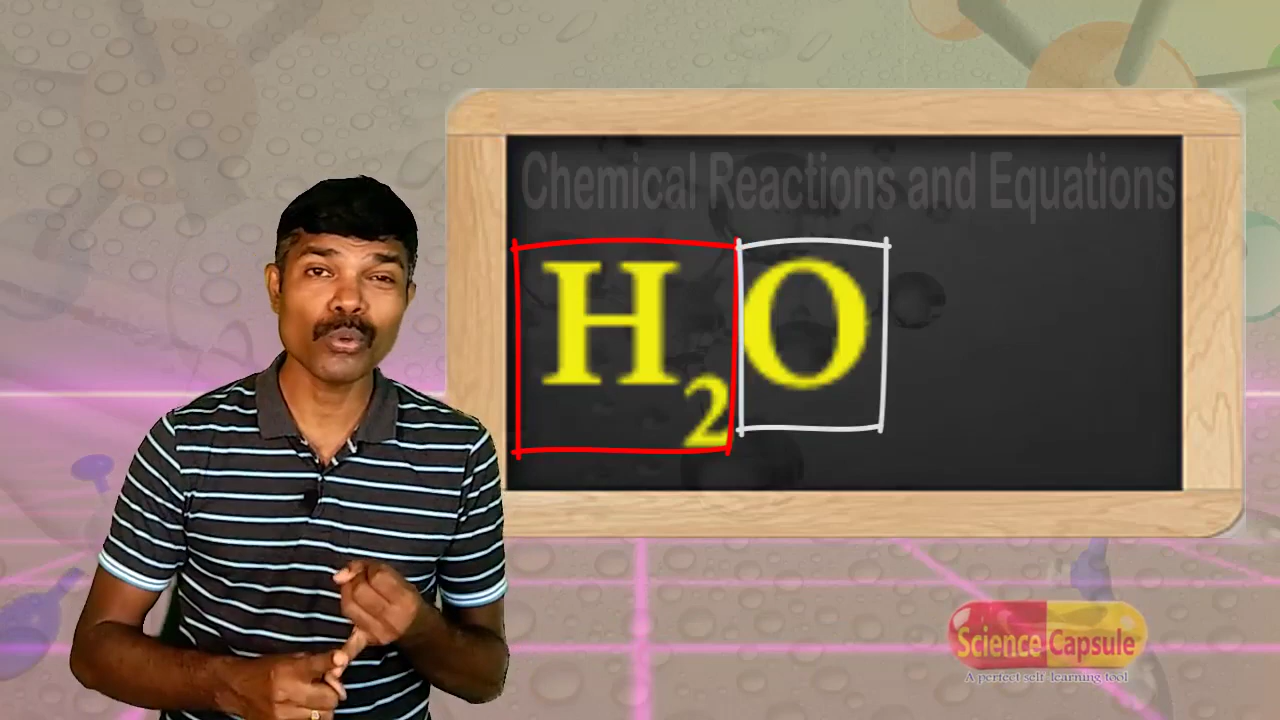 Chemical Reactions and Equations
H₂O
Science Capsule
A perfect self learning tool